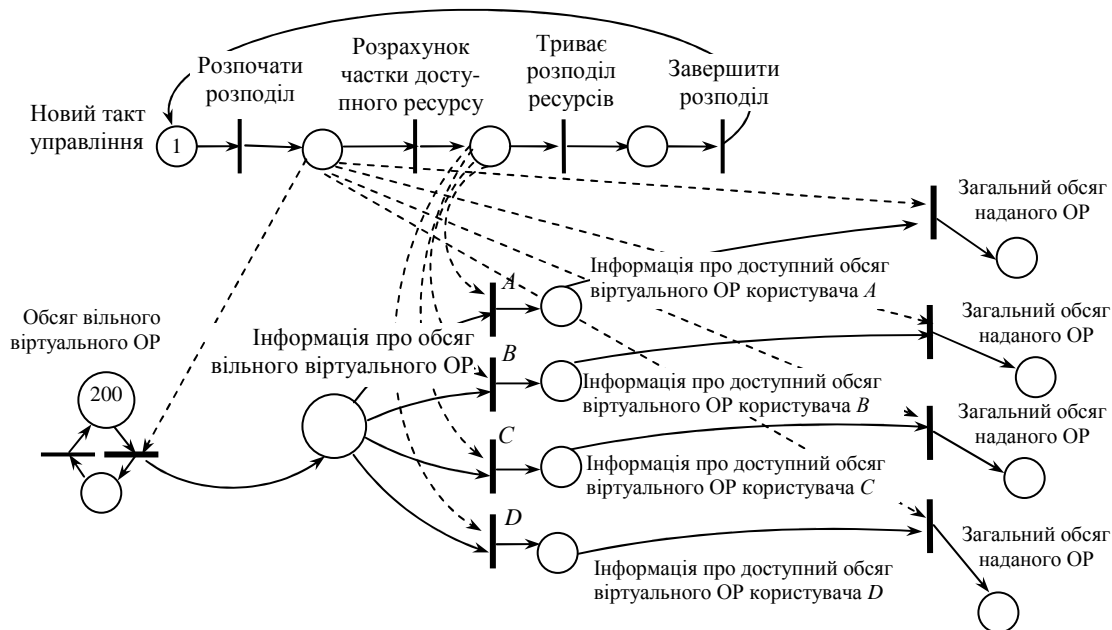 Новий такт
управління
1
Розпочати
розподіл
Розрахунок
частки досту-
пного ресурсу
Триває
розподіл
ресурсів
Завершити
розподіл
Загальний обсяг
наданого ОР
A
Інформація про доступний обсяг
віртуального ОР користувача A
Обсяг вільного
віртуального ОР
200
Інформація про обсяг
вільного віртуального ОР
B
Загальний обсяг
наданого ОР
Інформація про доступний обсяг
віртуального ОР користувача B
C
Загальний обсяг
наданого ОР
Інформація про доступний обсяг
віртуального ОР користувача C
D
Загальний обсяг
наданого ОР
Інформація про доступний обсяг
віртуального ОР користувача D